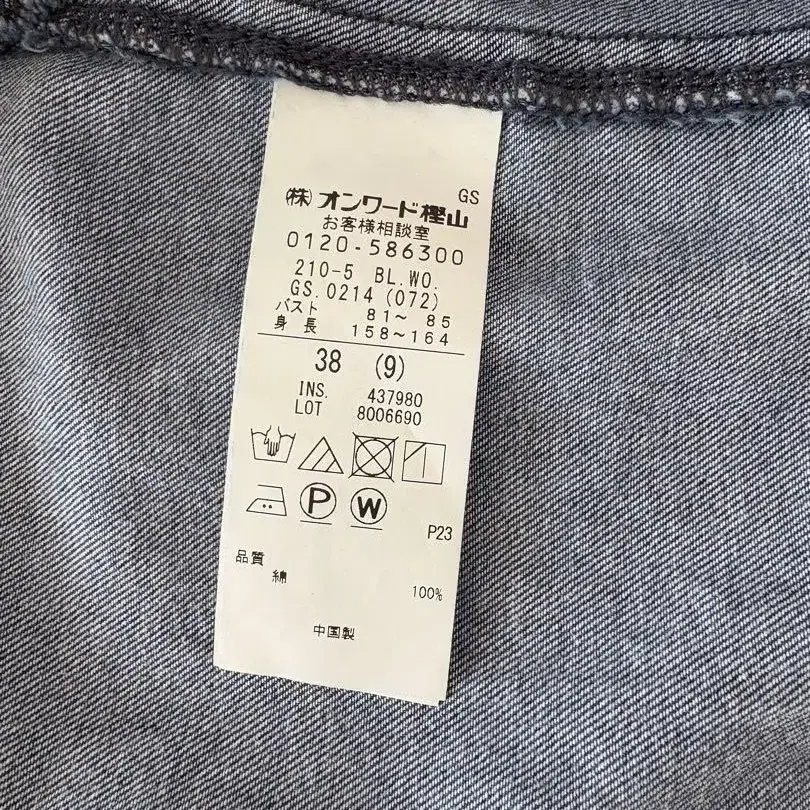 GS
(株)オンワード樫山
お客様相談室
0120-586300
210-5 BL.WO.
GS.0214 (072)
バスト 81〜 85
身長 158〜164
38 (9)
INS. 437980
LOT 8006690
P W
P23
品質
綿 100%
中国製